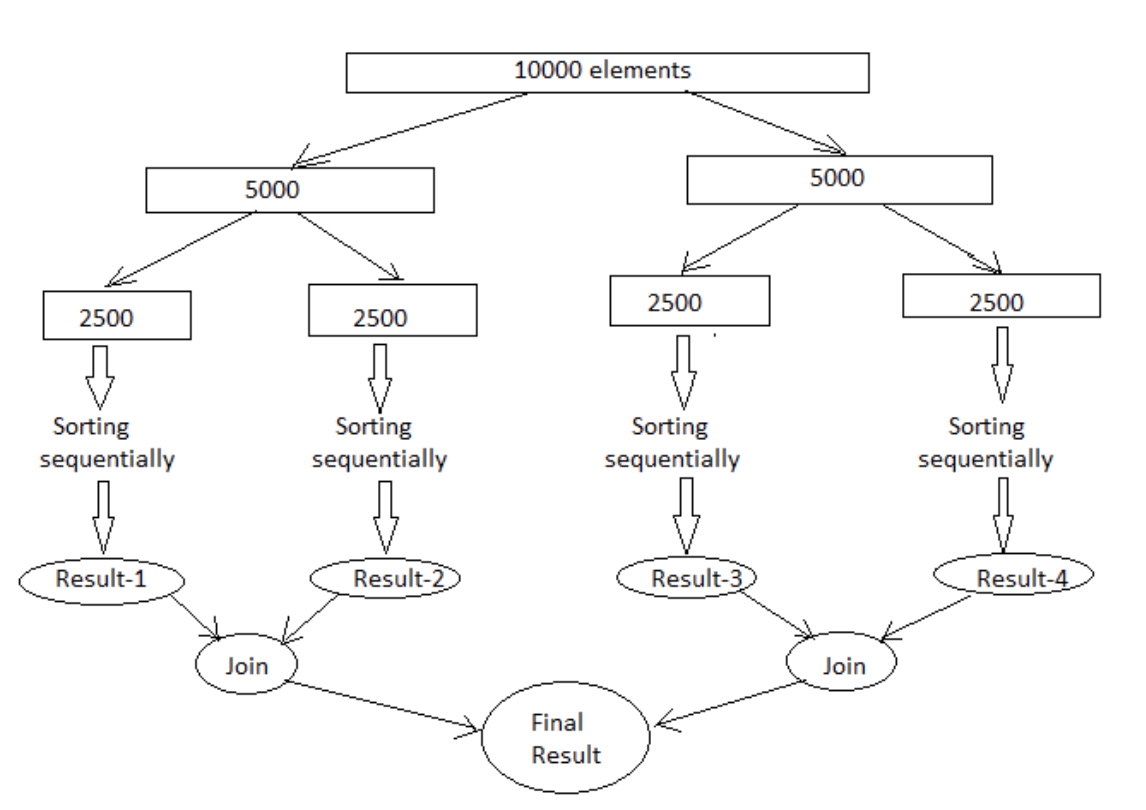 10000 elements
5000
5000
2500
2500
2500
2500
Sorting
sequentially
Sorting
sequentially
Sorting
sequentially
Sorting
sequentially
Result-1
Result-2
Result-3
Result-4
Join
Join
Final
Result